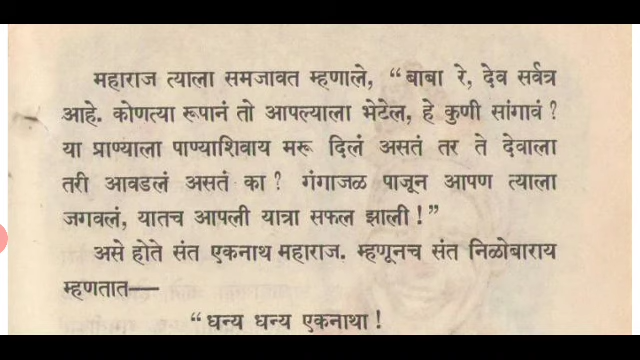 महाराज त्याला समजावत म्हणाले, “ बाबा रे, देव सर्वत्र
आहे. कोणत्या रूपानं तो आपल्याला भेटेल, हे कुणी सांगावं ?
या प्राण्याला पाण्याशिवाय मरू दिलं असतं तर ते देवाला
तरी आवडलं असतं का ? गंगाजळ पाजून आपण त्याला
जगवलं, यातच आपली यात्रा सफल झाली ! ”
असे होते संत एकनाथ महाराज. म्हणूनच संत निळोबाराय
म्हणतात—
“ धन्य धन्य एकनाथा !